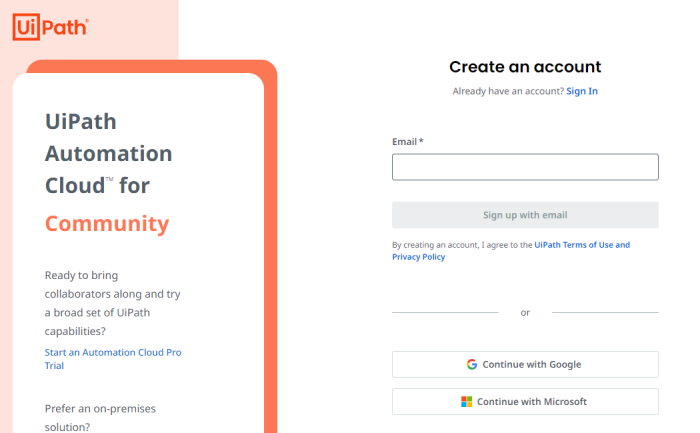 UiPath
UiPath
Automation
Cloud™ for
Community
Ready to bring
collaborators along and try
a broad set of UiPath
capabilities?
Start an Automation Cloud Pro
Trial
Prefer an on-premises
solution?
Create an account
Already have an account? Sign In
Email *
Sign up with email
By creating an account, I agree to the UiPath Terms of Use and
Privacy Policy
or
Continue with Google
Continue with Microsoft